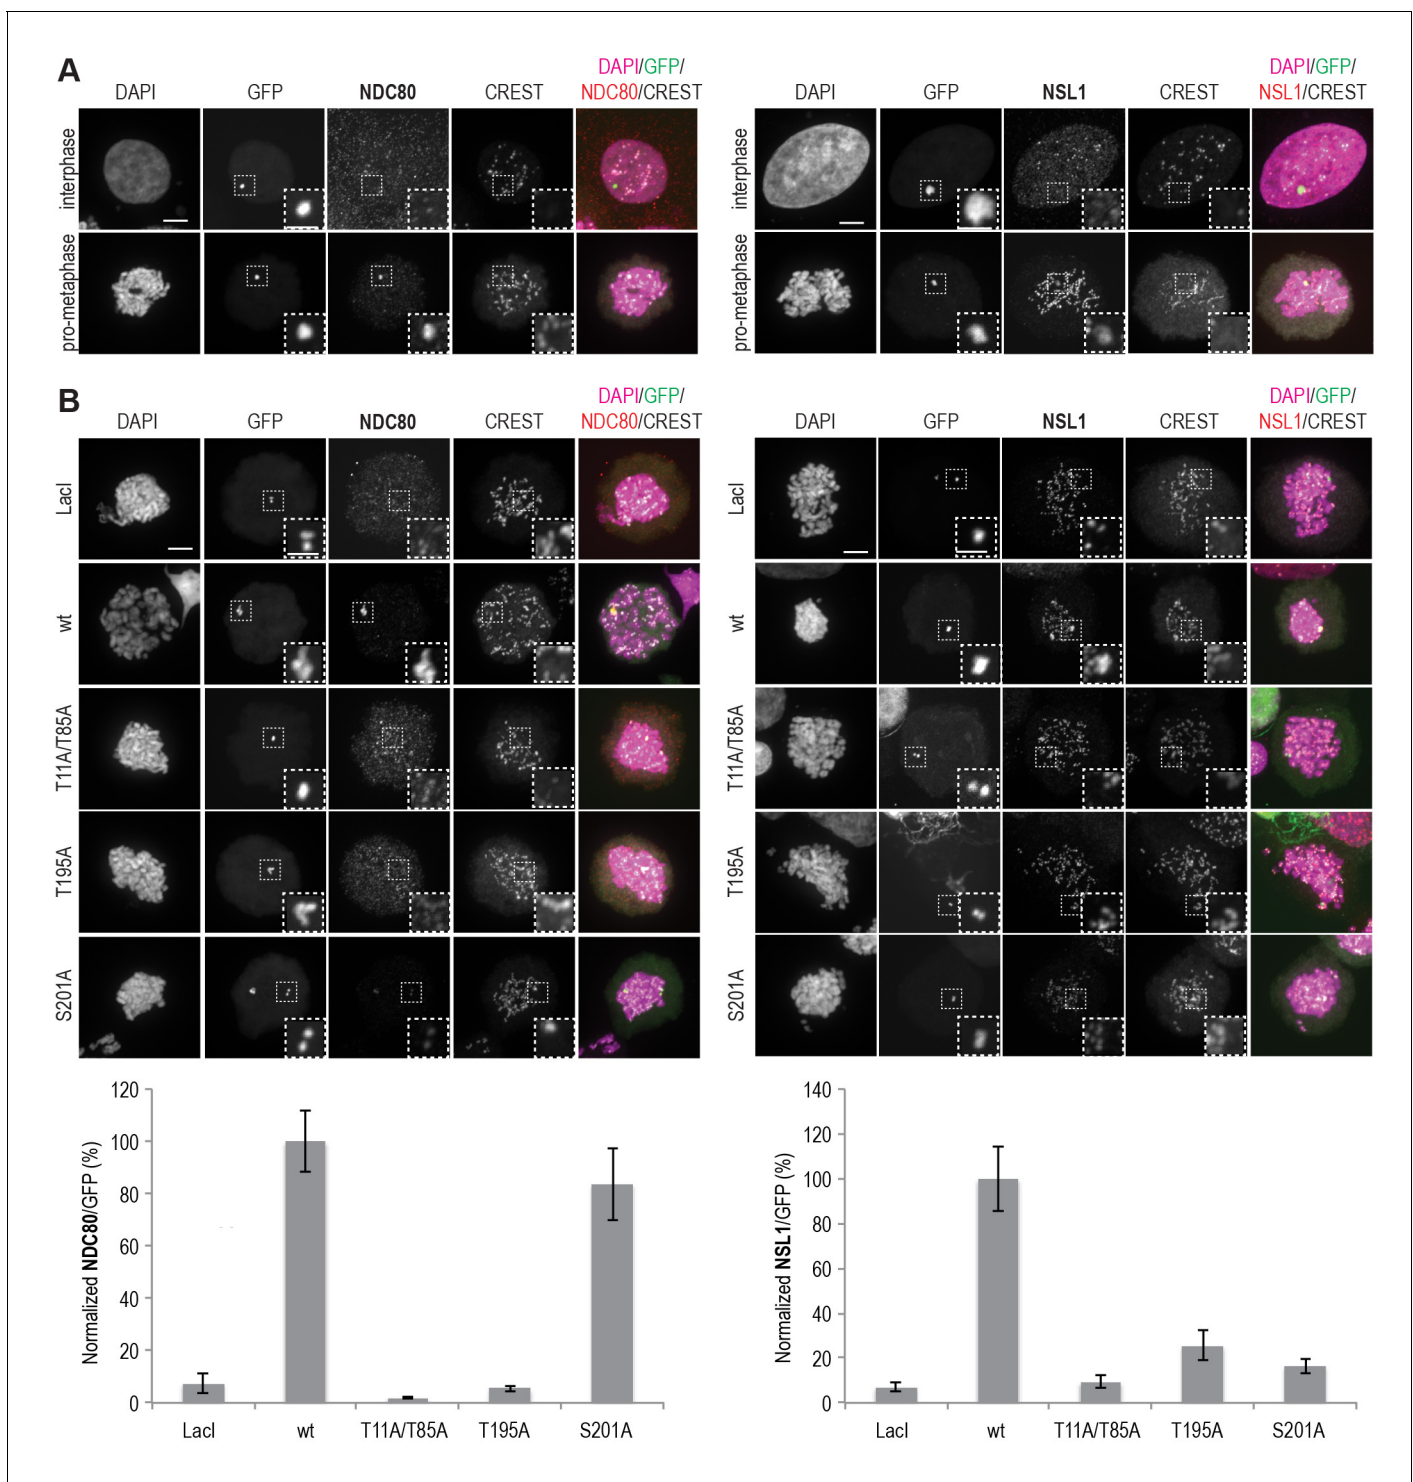 A
DAPI/GFP/
DAPI GFP NDC80 CREST NDC80/CREST
interphase
pro-metaphase
DAPI/GFP/
DAPI GFP NSL1 CREST NSL1/CREST
interphase
pro-metaphase
B
DAPI/GFP/
DAPI GFP NDC80 CREST NDC80/CREST
LacI
wt
T11A/T85A
T195A
S201A
DAPI/GFP/
DAPI GFP NSL1 CREST NSL1/CREST
LacI
wt
T11A/T85A
T195A
S201A
Normalized NDC80/GFP (%)
120
100
80
60
40
20
0
LacI wt T11A/T85A T195A S201A
Normalized NSL1/GFP (%)
140
120
100
80
60
40
20
0
LacI wt T11A/T85A T195A S201A